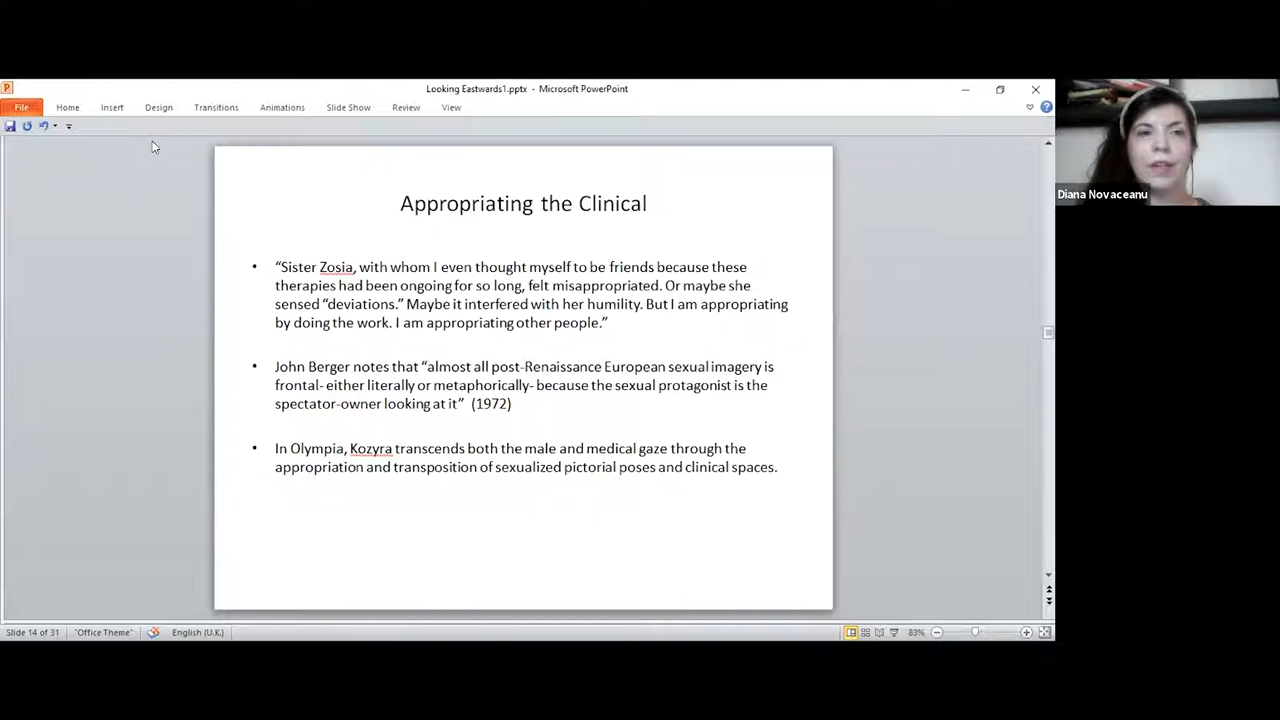 Looking Eastwards1.pptx - Microsoft PowerPoint
File Home Insert Design Transitions Animations Slide Show Review View
Diana Novaceanu
Appropriating the Clinical
• “Sister Zosia, with whom I even thought myself to be friends because these
therapies had been ongoing for so long, felt misappropriated. Or maybe she
sensed “deviations.” Maybe it interfered with her humility. But I am appropriating
by doing the work. I am appropriating other people.”
• John Berger notes that “almost all post-Renaissance European sexual imagery is
frontal- either literally or metaphorically- because the sexual protagonist is the
spectator-owner looking at it” (1972)
• In Olympia, Kozyra transcends both the male and medical gaze through the
appropriation and transposition of sexualized pictorial poses and clinical spaces.
Slide 14 of 31 "Office Theme" English (U.K.) 83%